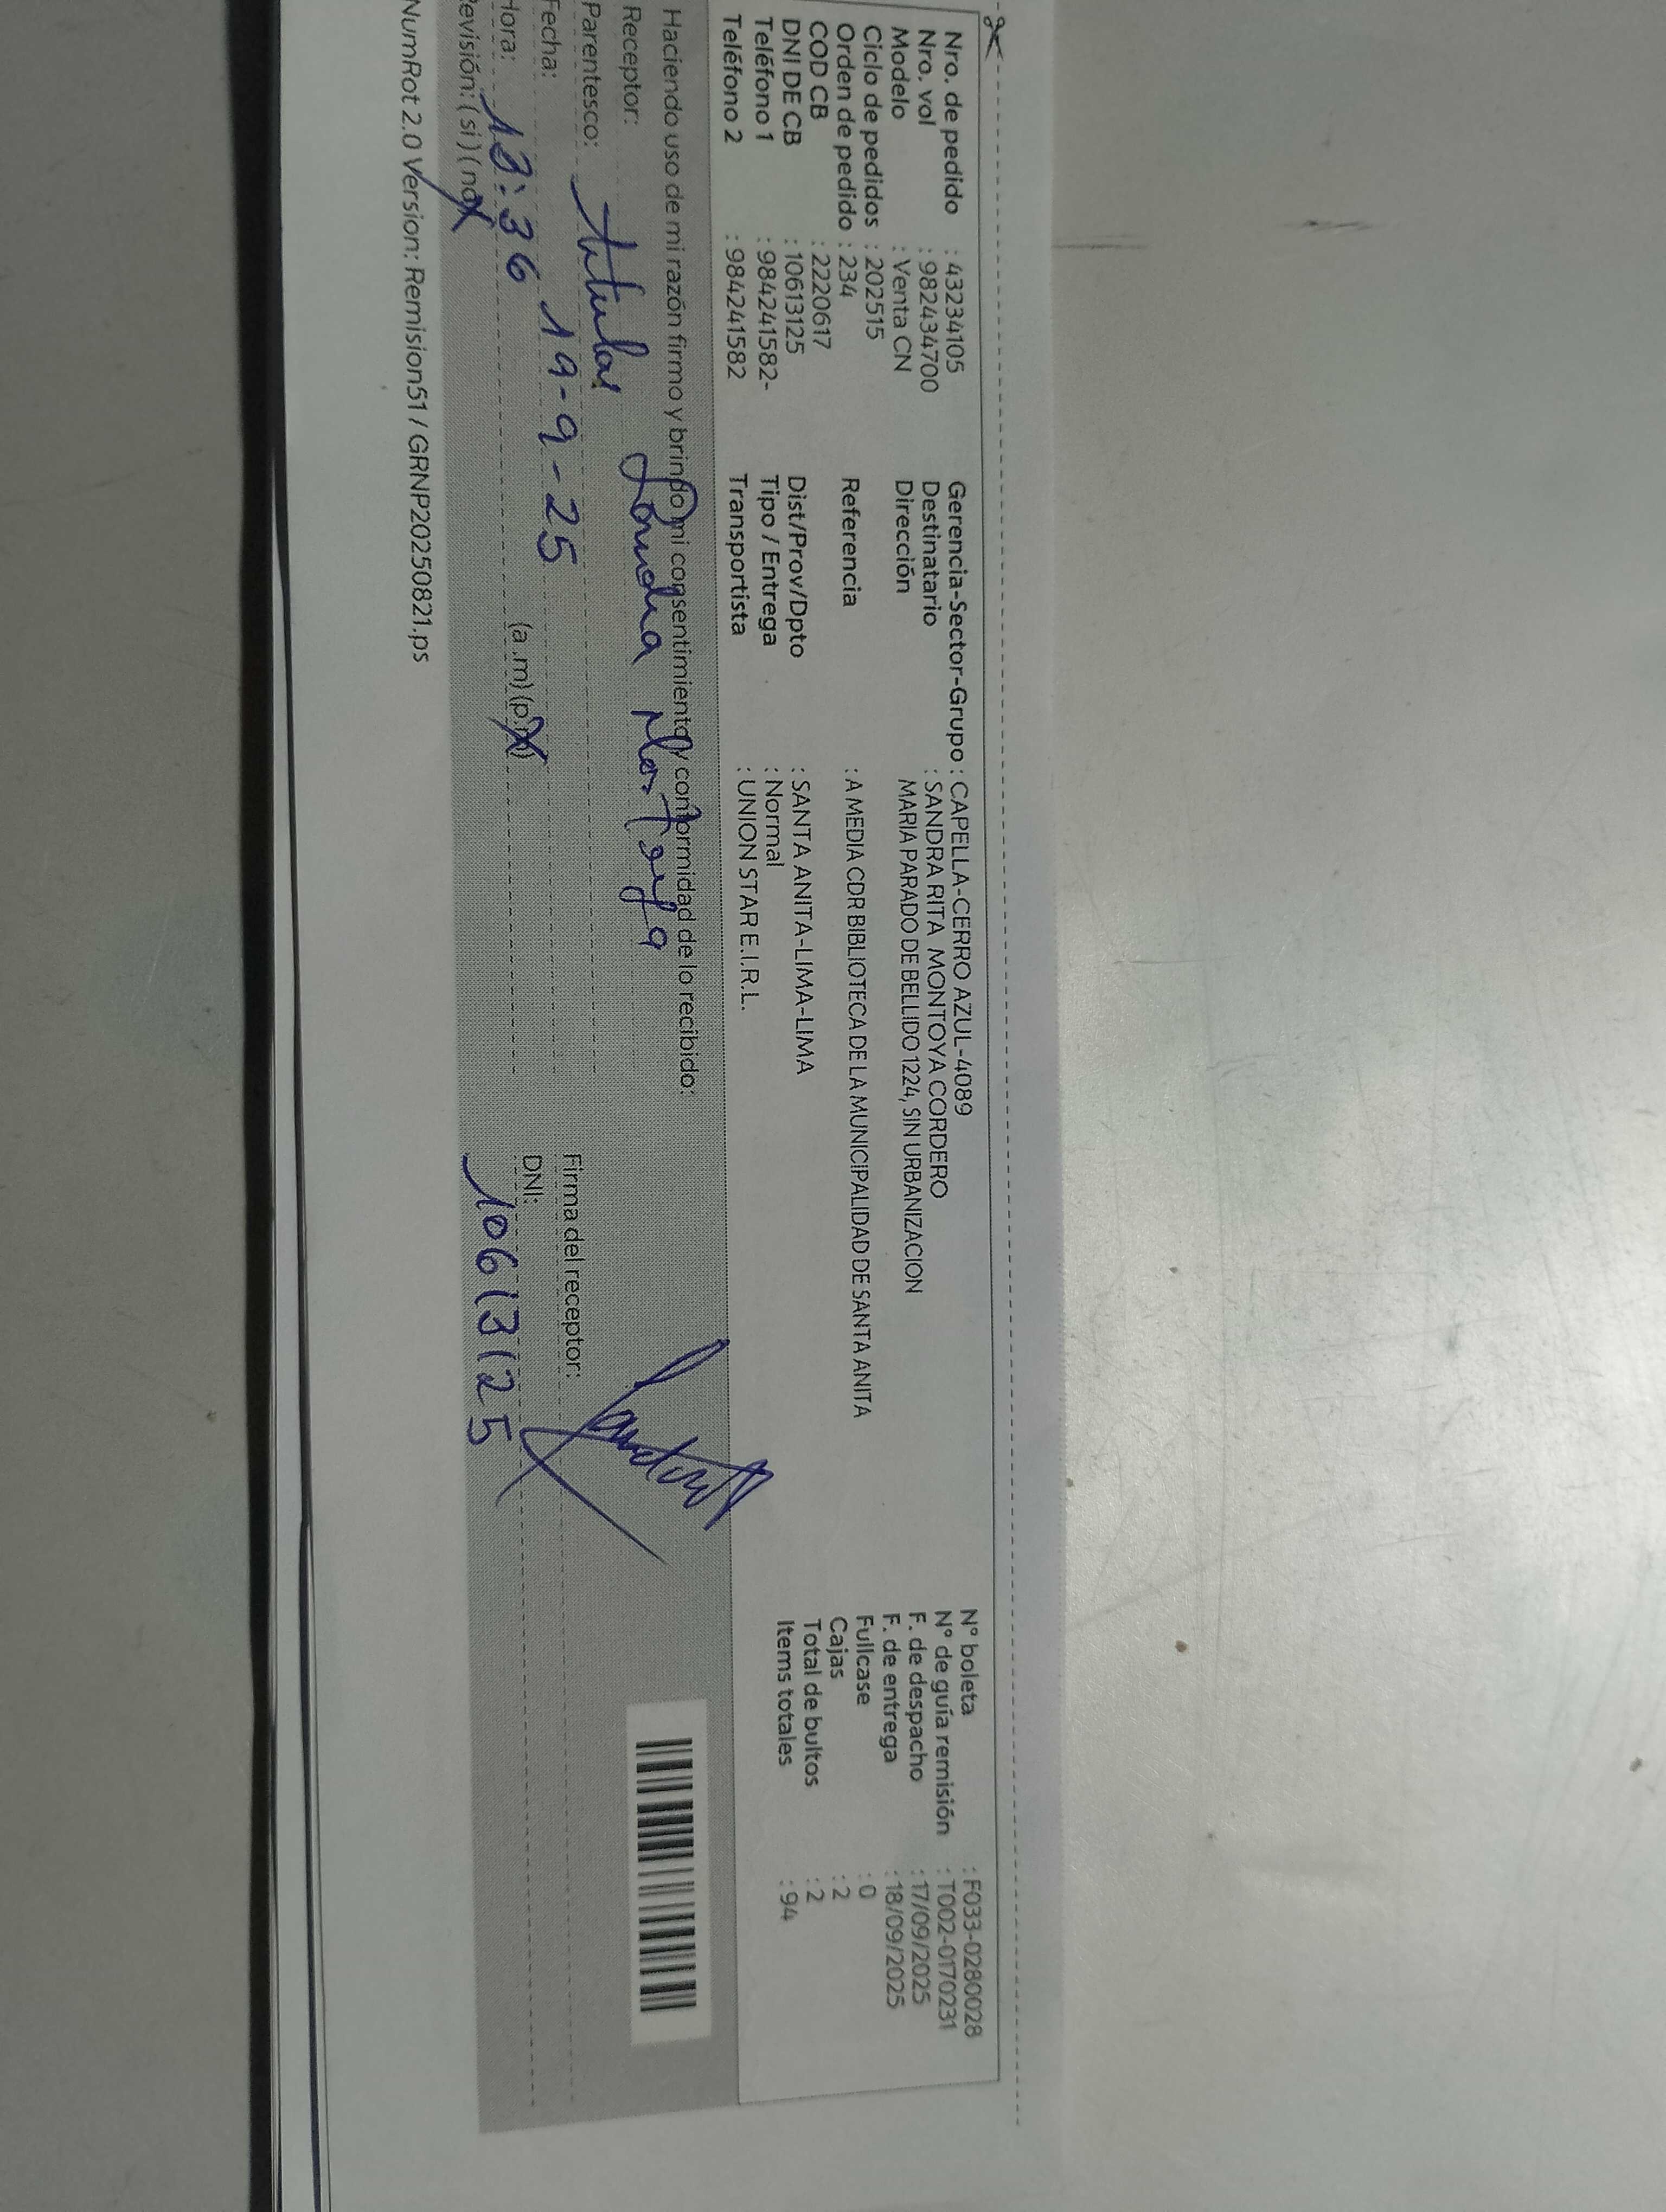 Nro. de pedido : 43234105
Nro. vol : 982434700
Modelo : Venta CN
Ciclo de pedidos : 202515
Orden de pedido : 234
COD CB : 2220617
DNI DE CB : 10613125
Teléfono 1 : 984241582-
Teléfono 2 : 984241582
Gerencia-Sector-Grupo : CAPELLA-CERRO AZUL-4089
Destinatario : SANDRA RITA MONTOYA CORDERO
Dirección MARIA PARADO DE BELLIDO 1224, SIN URBANIZACION
Referencia : A MEDIA CDR BIBLIOTECA DE LA MUNICIPALIDAD DE SANTA ANITA
Dist/Prov/Dpto : SANTA ANITA-LIMA-LIMA
Tipo / Entrega : Normal
Transportista : UNION STAR E.I.R.L.
N° boleta : F033-0280028
N° de guía remisión : T002-0170231
F. de despacho : 17/09/2025
F. de entrega : 18/09/2025
Fullcase : 0
Cajas : 2
Total de bultos : 2
Items totales : 94
Haciendo uso de mi razón firmo y brindo mi consentimiento y conformidad de lo recibido:
Receptor: Sandra Montoya
Parentesco: titular
Fecha: 19-9-25
Hora: 13:36 (a.m) (p.m)
Revisión: ( si ) ( no )
Firma del receptor:
DNI: 10613125
NumRot 2.0 Version: Remision51 / GRNP20250821.ps